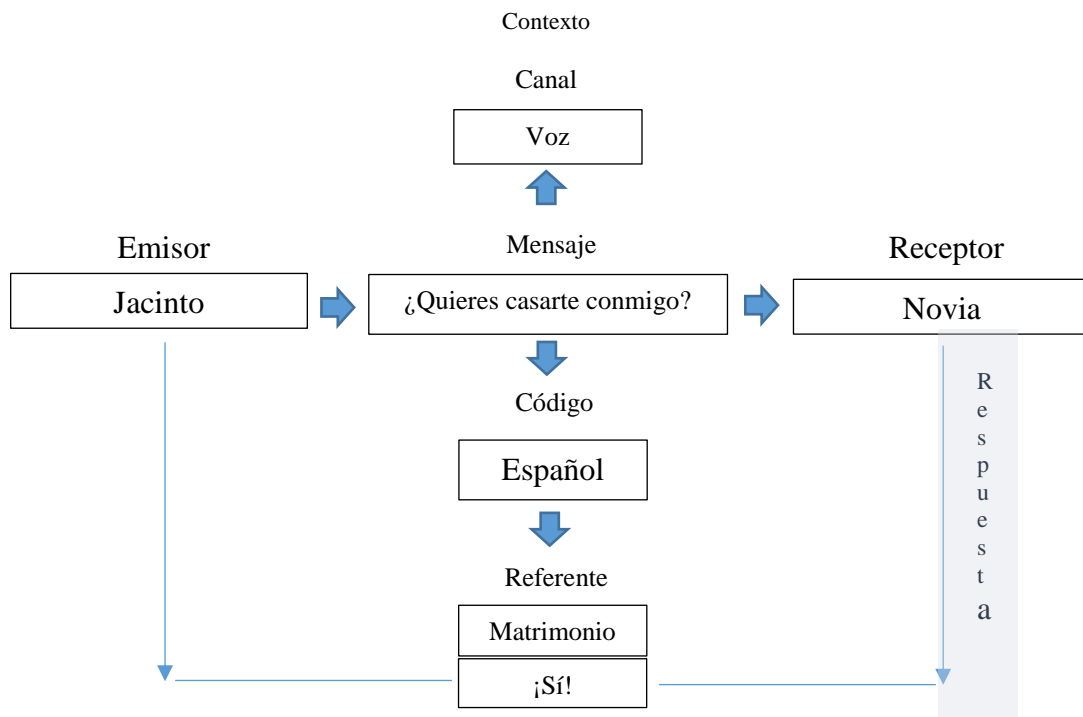 Contexto
Canal
Voz
Emisor
Mensaje
Receptor
Jacinto
¿Quieres casarte conmigo?
Novia
Respuesta
Código
Español
Referente
Matrimonio
¡Sí!